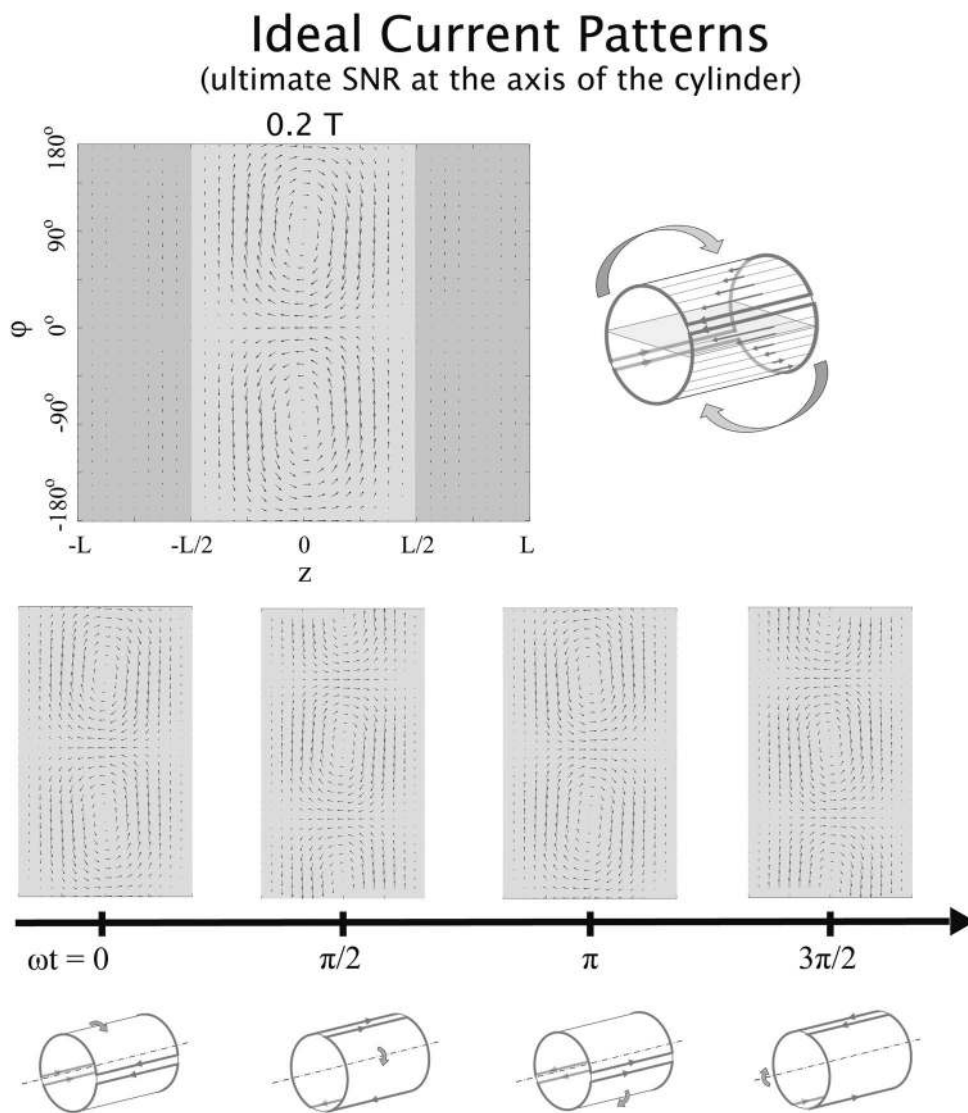 Ideal Current Patterns
(ultimate SNR at the axis of the cylinder)
0.2 T
180°
90°
φ
0°
-90°
-180°
-L
-L/2
0
L/2
L
z
ωt = 0
π/2
π
3π/2